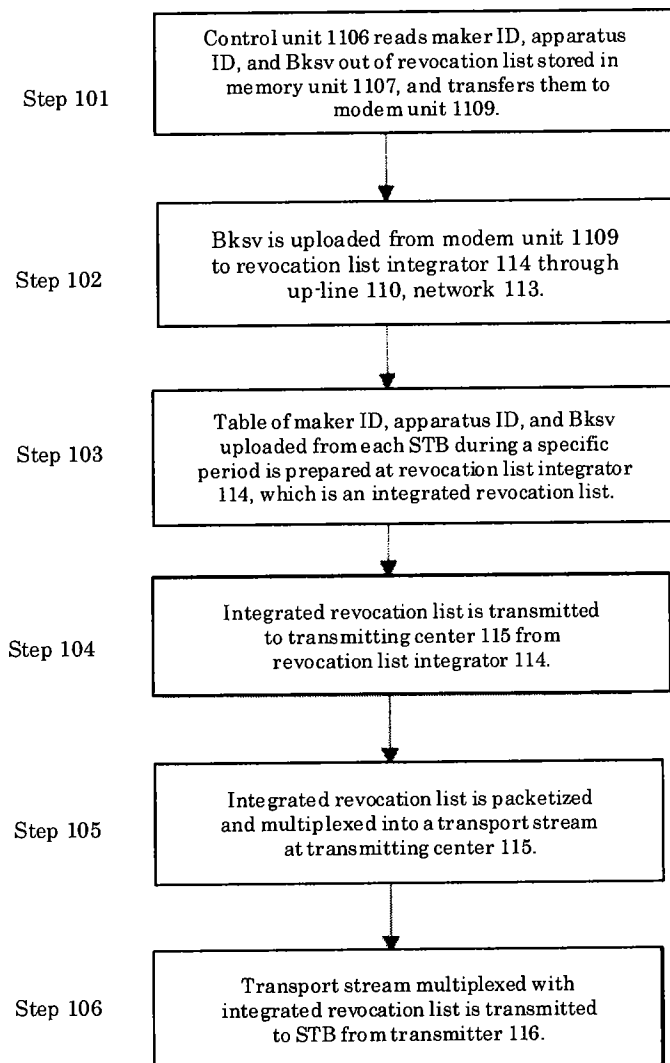 Step 101
Control unit 1106 reads maker ID, apparatus
ID, and Bksv out of revocation list stored in
memory unit 1107, and transfers them to
modem unit 1109.
Step 102
Bksv is uploaded from modem unit 1109
to revocation list integrator 114 through
up-line 110, network 113.
Step 103
Table of maker ID, apparatus ID, and Bksv
uploaded from each STB during a specific
period is prepared at revocation list integrator
114, which is an integrated revocation list.
Step 104
Integrated revocation list is transmitted
to transmitting center 115 from
revocation list integrator 114.
Step 105
Integrated revocation list is packetized
and multiplexed into a transport stream
at transmitting center 115.
Step 106
Transport stream multiplexed with
integrated revocation list is transmitted
to STB from transmitter 116.